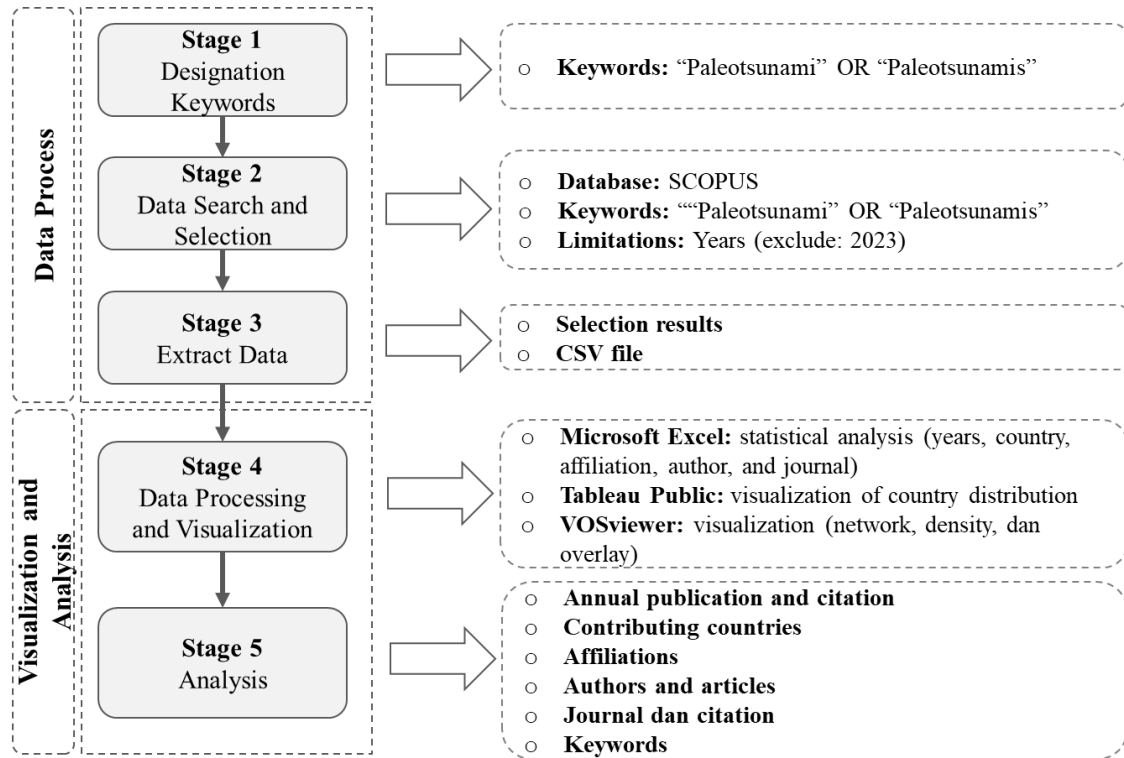 Data Process
Stage 1
Designation
Keywords
○ Keywords: “Paleotsunami” OR “Paleotsunamis”
Stage 2
Data Search and
Selection
○ Database: SCOPUS
○ Keywords: ““Paleotsunami” OR “Paleotsunamis”
○ Limitations: Years (exclude: 2023)
Stage 3
Extract Data
○ Selection results
○ CSV file
Visualization and
Analysis
Stage 4
Data Processing
and Visualization
○ Microsoft Excel: statistical analysis (years, country,
affiliation, author, and journal)
○ Tableau Public: visualization of country distribution
○ VOSviewer: visualization (network, density, dan
overlay)
Stage 5
Analysis
○ Annual publication and citation
○ Contributing countries
○ Affiliations
○ Authors and articles
○ Journal dan citation
○ Keywords